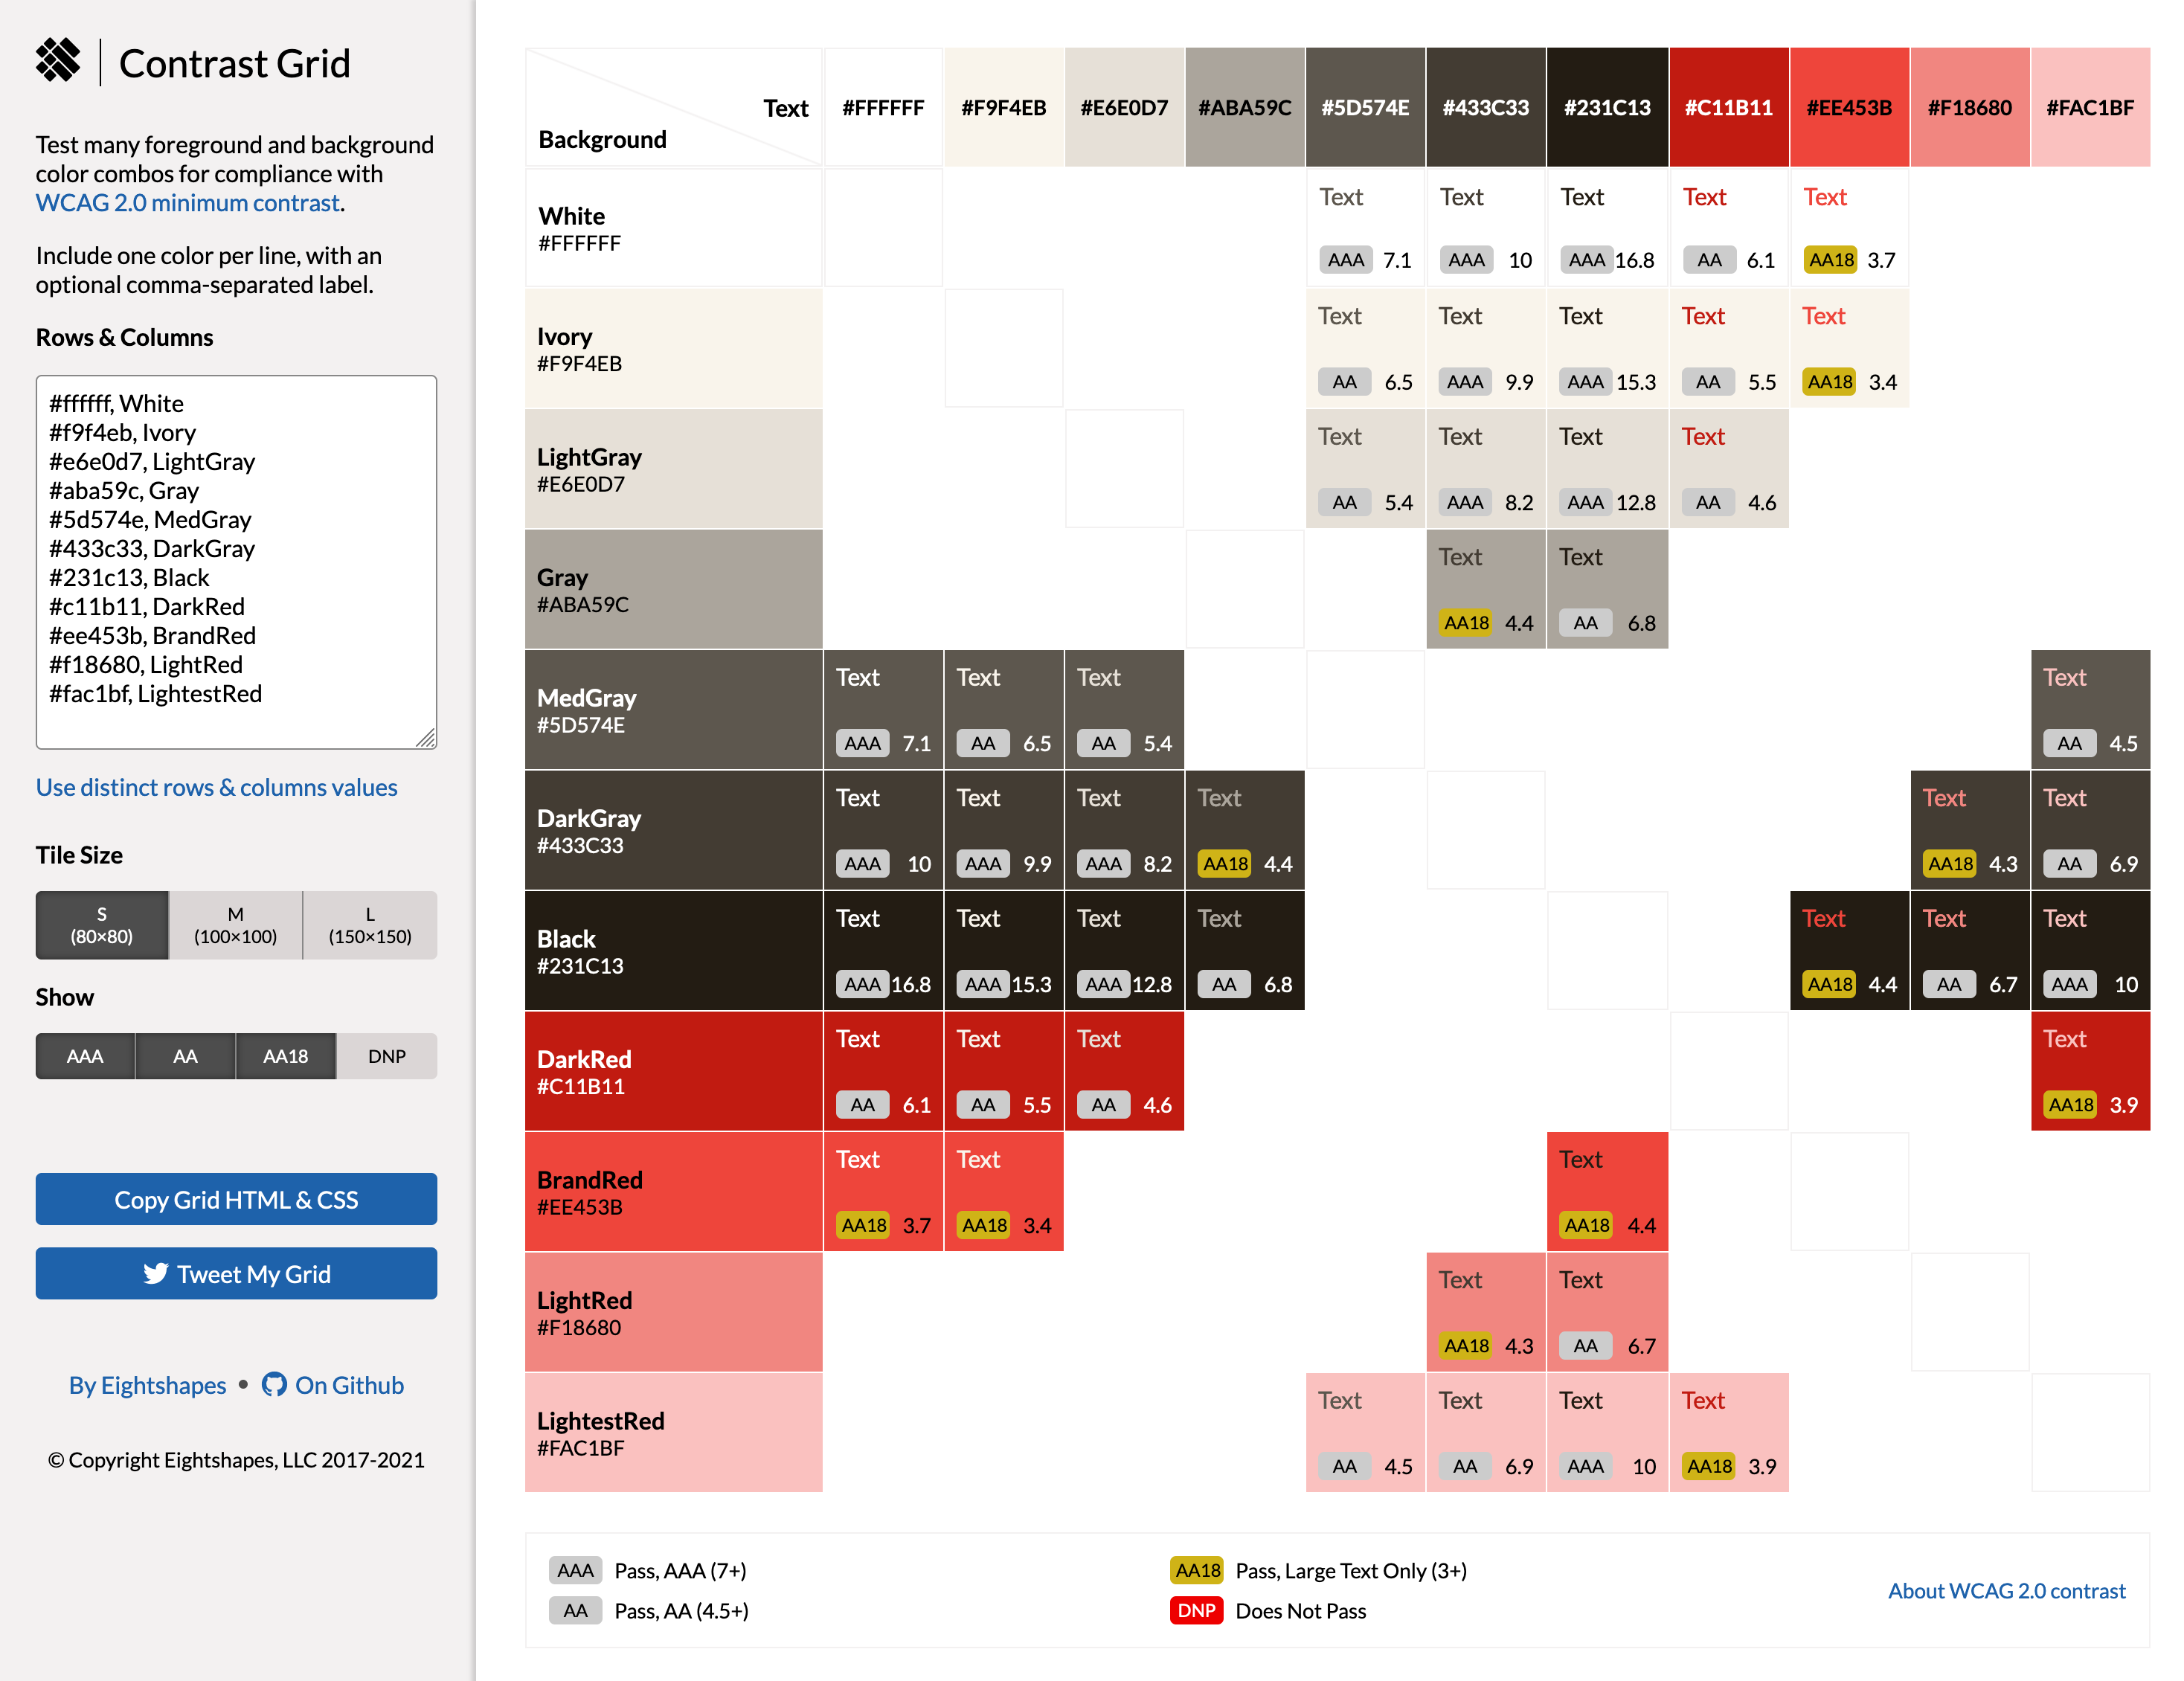 Contrast Grid
Test many foreground and background
color combos for compliance with
WCAG 2.0 minimum contrast.
Include one color per line, with an
optional comma-separated label.
Rows & Columns
#ffffff, White
#f9f4eb, Ivory
#e6e0d7, LightGray
#aba59c, Gray
#5d574e, MedGray
#433c33, DarkGray
#231c13, Black
#c11b11, DarkRed
#ee453b, BrandRed
#f18680, LightRed
#fac1bf, LightestRed
Use distinct rows & columns values
Tile Size
S M L
(80×80) (100×100) (150×150)
Show
AAA AA AA18 DNP
Copy Grid HTML & CSS
Tweet My Grid
By Eightshapes • On Github
© Copyright Eightshapes, LLC 2017-2021
Text #FFFFFF #F9F4EB #E6E0D7 #ABA59C #5D574E #433C33 #231C13 #C11B11 #EE453B #F18680 #FAC1BF
Background
Text Text Text Text Text
White
#FFFFFF
AAA 7.1 AAA 10 AAA 16.8 AA 6.1 AA18 3.7
Text Text Text Text Text
Ivory
#F9F4EB
AA 6.5 AAA 9.9 AAA 15.3 AA 5.5 AA18 3.4
Text Text Text Text
LightGray
#E6E0D7
AA 5.4 AAA 8.2 AAA 12.8 AA 4.6
Text Text
Gray
#ABA59C
AA18 4.4 AA 6.8
Text Text Text Text
MedGray
#5D574E
AAA 7.1 AA 6.5 AA 5.4 AA 4.5
Text Text Text Text Text Text
DarkGray
#433C33
AAA 10 AAA 9.9 AAA 8.2 AA18 4.4 AA18 4.3 AA 6.9
Text Text Text Text Text Text Text
Black
#231C13
AAA 16.8 AAA 15.3 AAA 12.8 AA 6.8 AA18 4.4 AA 6.7 AAA 10
Text Text Text Text
DarkRed
#C11B11
AA 6.1 AA 5.5 AA 4.6 AA18 3.9
Text Text Text
BrandRed
#EE453B
AA18 3.7 AA18 3.4 AA18 4.4
Text Text
LightRed
#F18680
AA18 4.3 AA 6.7
Text Text Text Text
LightestRed
#FAC1BF
AA 4.5 AA 6.9 AAA 10 AA18 3.9
AAA Pass, AAA (7+)
AA Pass, AA (4.5+)
AA18 Pass, Large Text Only (3+)
DNP Does Not Pass
About WCAG 2.0 contrast